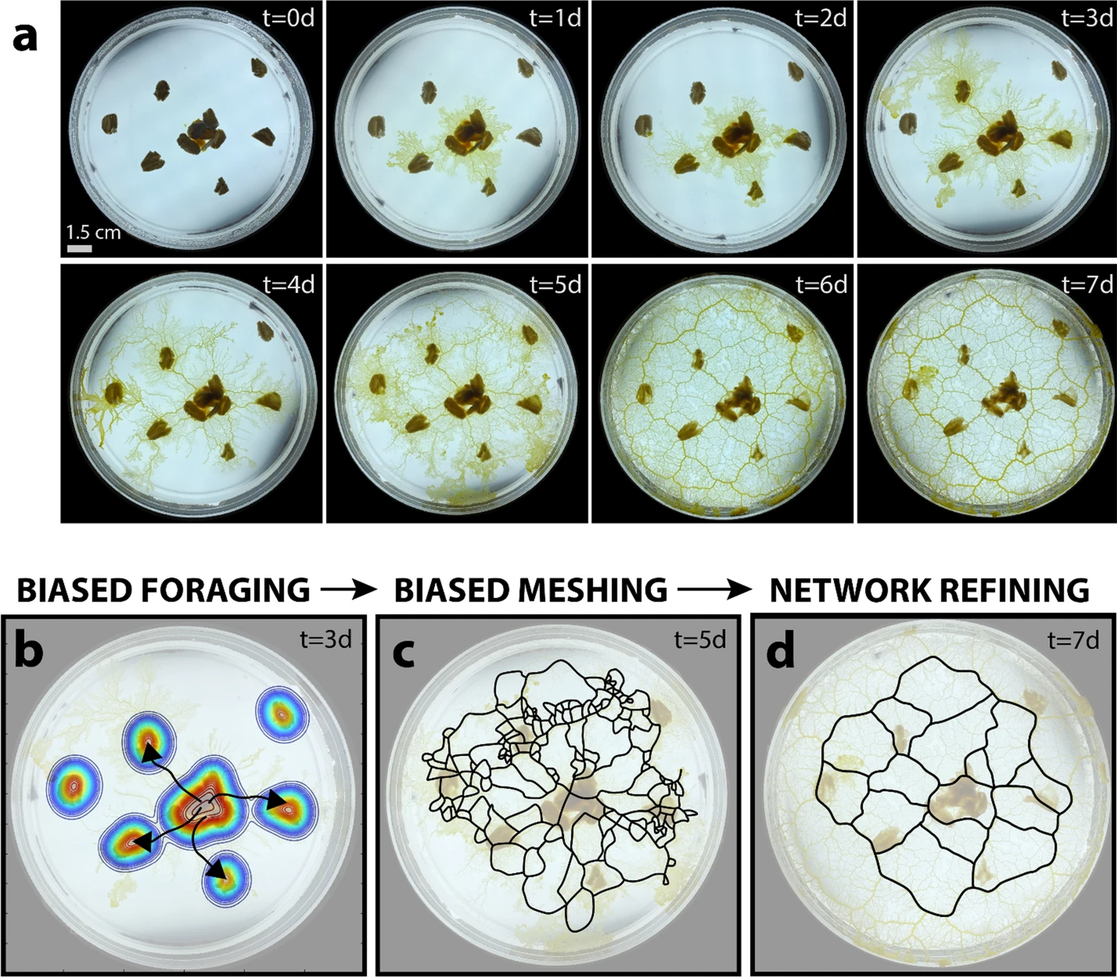 a
t=0d
t=1d
t=2d
t=3d
1.5 cm
t=4d
t=5d
t=6d
t=7d
BIASED FORAGING → BIASED MESHING → NETWORK REFINING
b
t=3d
c
t=5d
d
t=7d